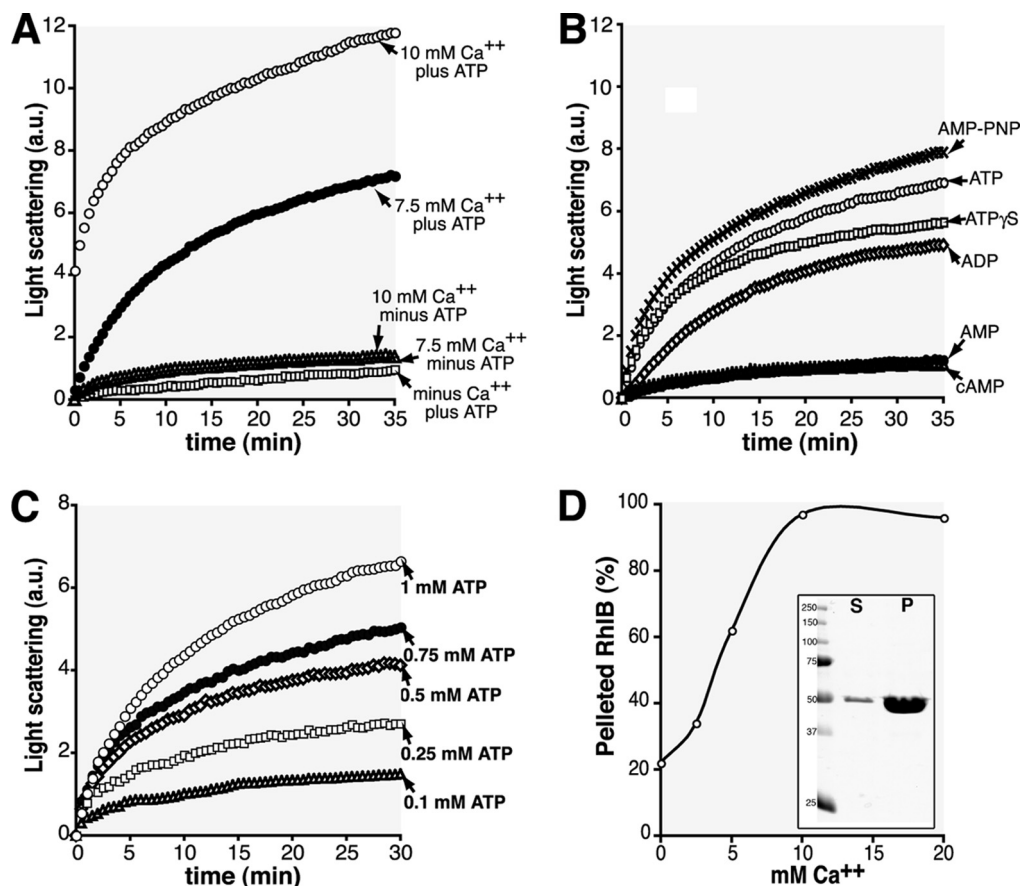 A
Light scattering (a.u.)
12
10
8
6
4
2
0
0 5 10 15 20 25 30 35
time (min)
10 mM Ca++
plus ATP
7.5 mM Ca++
plus ATP
10 mM Ca++
minus ATP
7.5 mM Ca++
minus ATP
minus Ca++
plus ATP
B
Light scattering (a.u.)
12
10
8
6
4
2
0
0 5 10 15 20 25 30 35
time (min)
AMP-PNP
ATP
ATPγS
ADP
AMP
cAMP
C
Light scattering (a.u.)
8
6
4
2
0
0 5 10 15 20 25 30
time (min)
1 mM ATP
0.75 mM ATP
0.5 mM ATP
0.25 mM ATP
0.1 mM ATP
D
Pelleted RhIB (%)
100
80
60
40
20
0
0 5 10 15 20
mM Ca++
S P
250
150
100
75
50
37
25